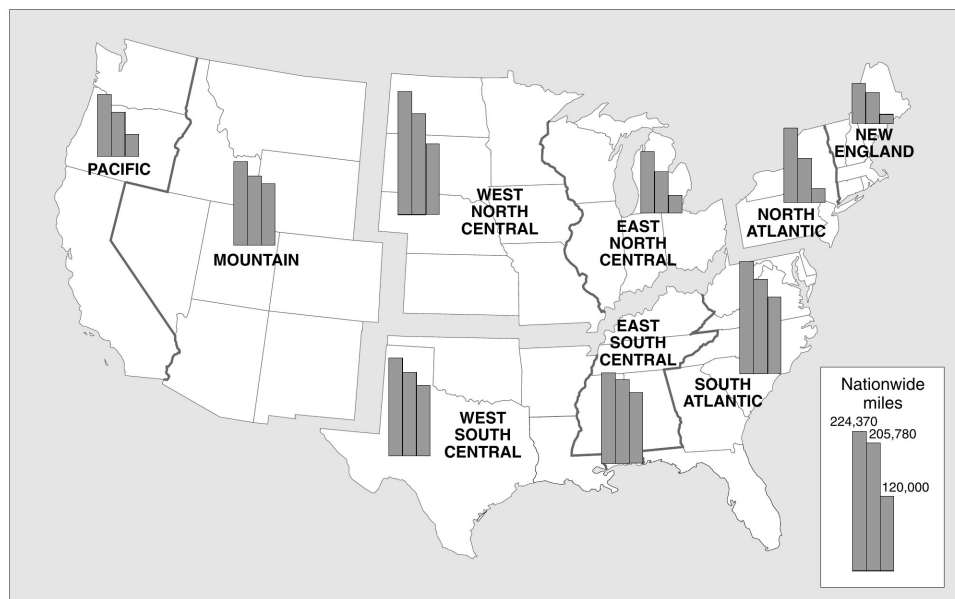 PACIFIC
MOUNTAIN
WEST
NORTH
CENTRAL
EAST
NORTH
CENTRAL
NEW
ENGLAND
NORTH
ATLANTIC
EAST
SOUTH
CENTRAL
SOUTH
ATLANTIC
WEST
SOUTH
CENTRAL
Nationwide
miles
224,370
205,780
120,000